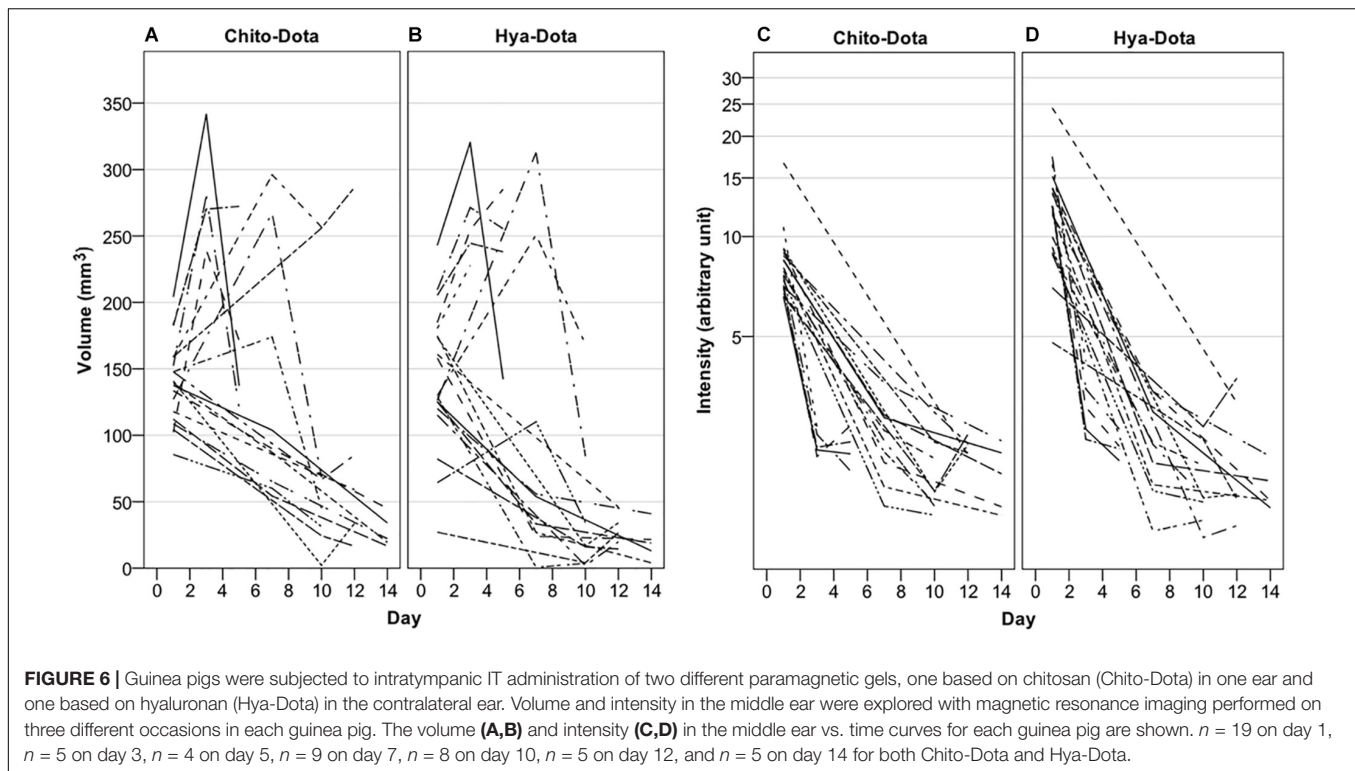 A
Chito-Dota
B
Hya-Dota
Volume (mm3)
350
300
250
200
150
100
50
0
0 2 4 6 8 10 12 14
0 2 4 6 8 10 12 14
Day
C
Chito-Dota
D
Hya-Dota
Intensity (arbitrary unit)
30
25
20
15
10
5
0 2 4 6 8 10 12 14
0 2 4 6 8 10 12 14
Day
FIGURE 6 | Guinea pigs were subjected to intratympanic IT administration of two different paramagnetic gels, one based on chitosan (Chito-Dota) in one ear and
one based on hyaluronan (Hya-Dota) in the contralateral ear. Volume and intensity in the middle ear were explored with magnetic resonance imaging performed on
three different occasions in each guinea pig. The volume (A,B) and intensity (C,D) in the middle ear vs. time curves for each guinea pig are shown. n = 19 on day 1,
n = 5 on day 3, n = 4 on day 5, n = 9 on day 7, n = 8 on day 10, n = 5 on day 12, and n = 5 on day 14 for both Chito-Dota and Hya-Dota.